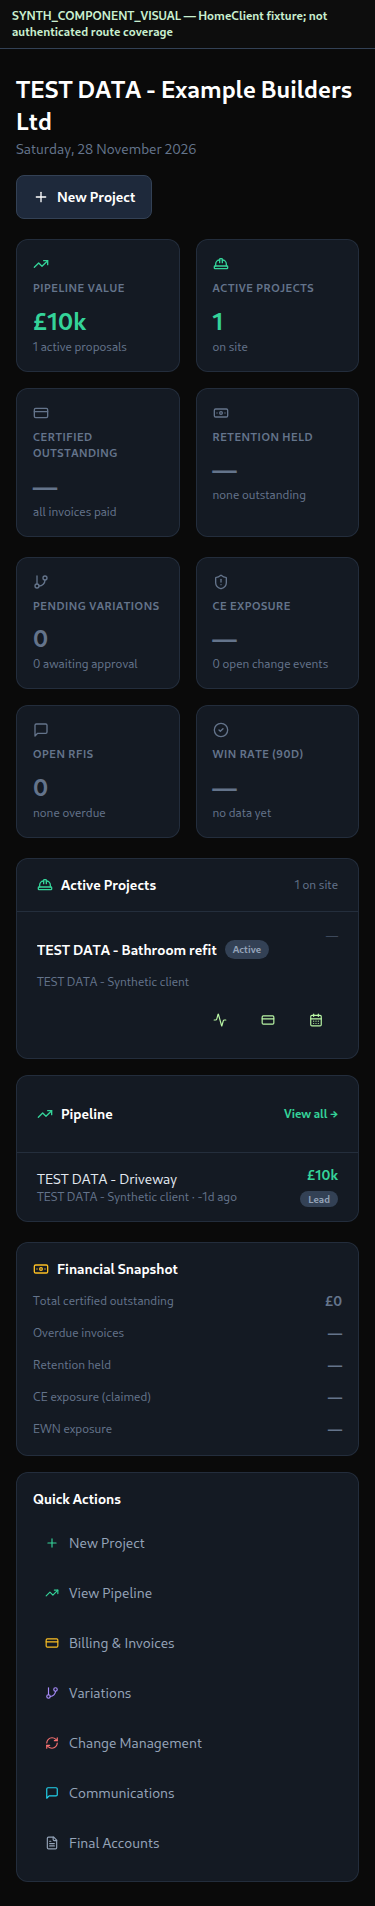 SYNTH_COMPONENT_VISUAL — HomeClient fixture; not
authenticated route coverage
TEST DATA - Example Builders
Ltd
Saturday, 28 November 2026
New Project
PIPELINE VALUE
£10k
1 active proposals
ACTIVE PROJECTS
1
on site
CERTIFIED
OUTSTANDING
—
all invoices paid
RETENTION HELD
—
none outstanding
PENDING VARIATIONS
0
0 awaiting approval
CE EXPOSURE
—
0 open change events
OPEN RFIS
0
none overdue
WIN RATE (90D)
—
no data yet
Active Projects
1 on site
—
TEST DATA - Bathroom refit
Active
TEST DATA - Synthetic client
Pipeline
View all →
TEST DATA - Driveway
£10k
TEST DATA - Synthetic client · -1d ago
Lead
Financial Snapshot
Total certified outstanding £0
Overdue invoices —
Retention held —
CE exposure (claimed) —
EWN exposure —
Quick Actions
New Project
View Pipeline
Billing & Invoices
Variations
Change Management
Communications
Final Accounts